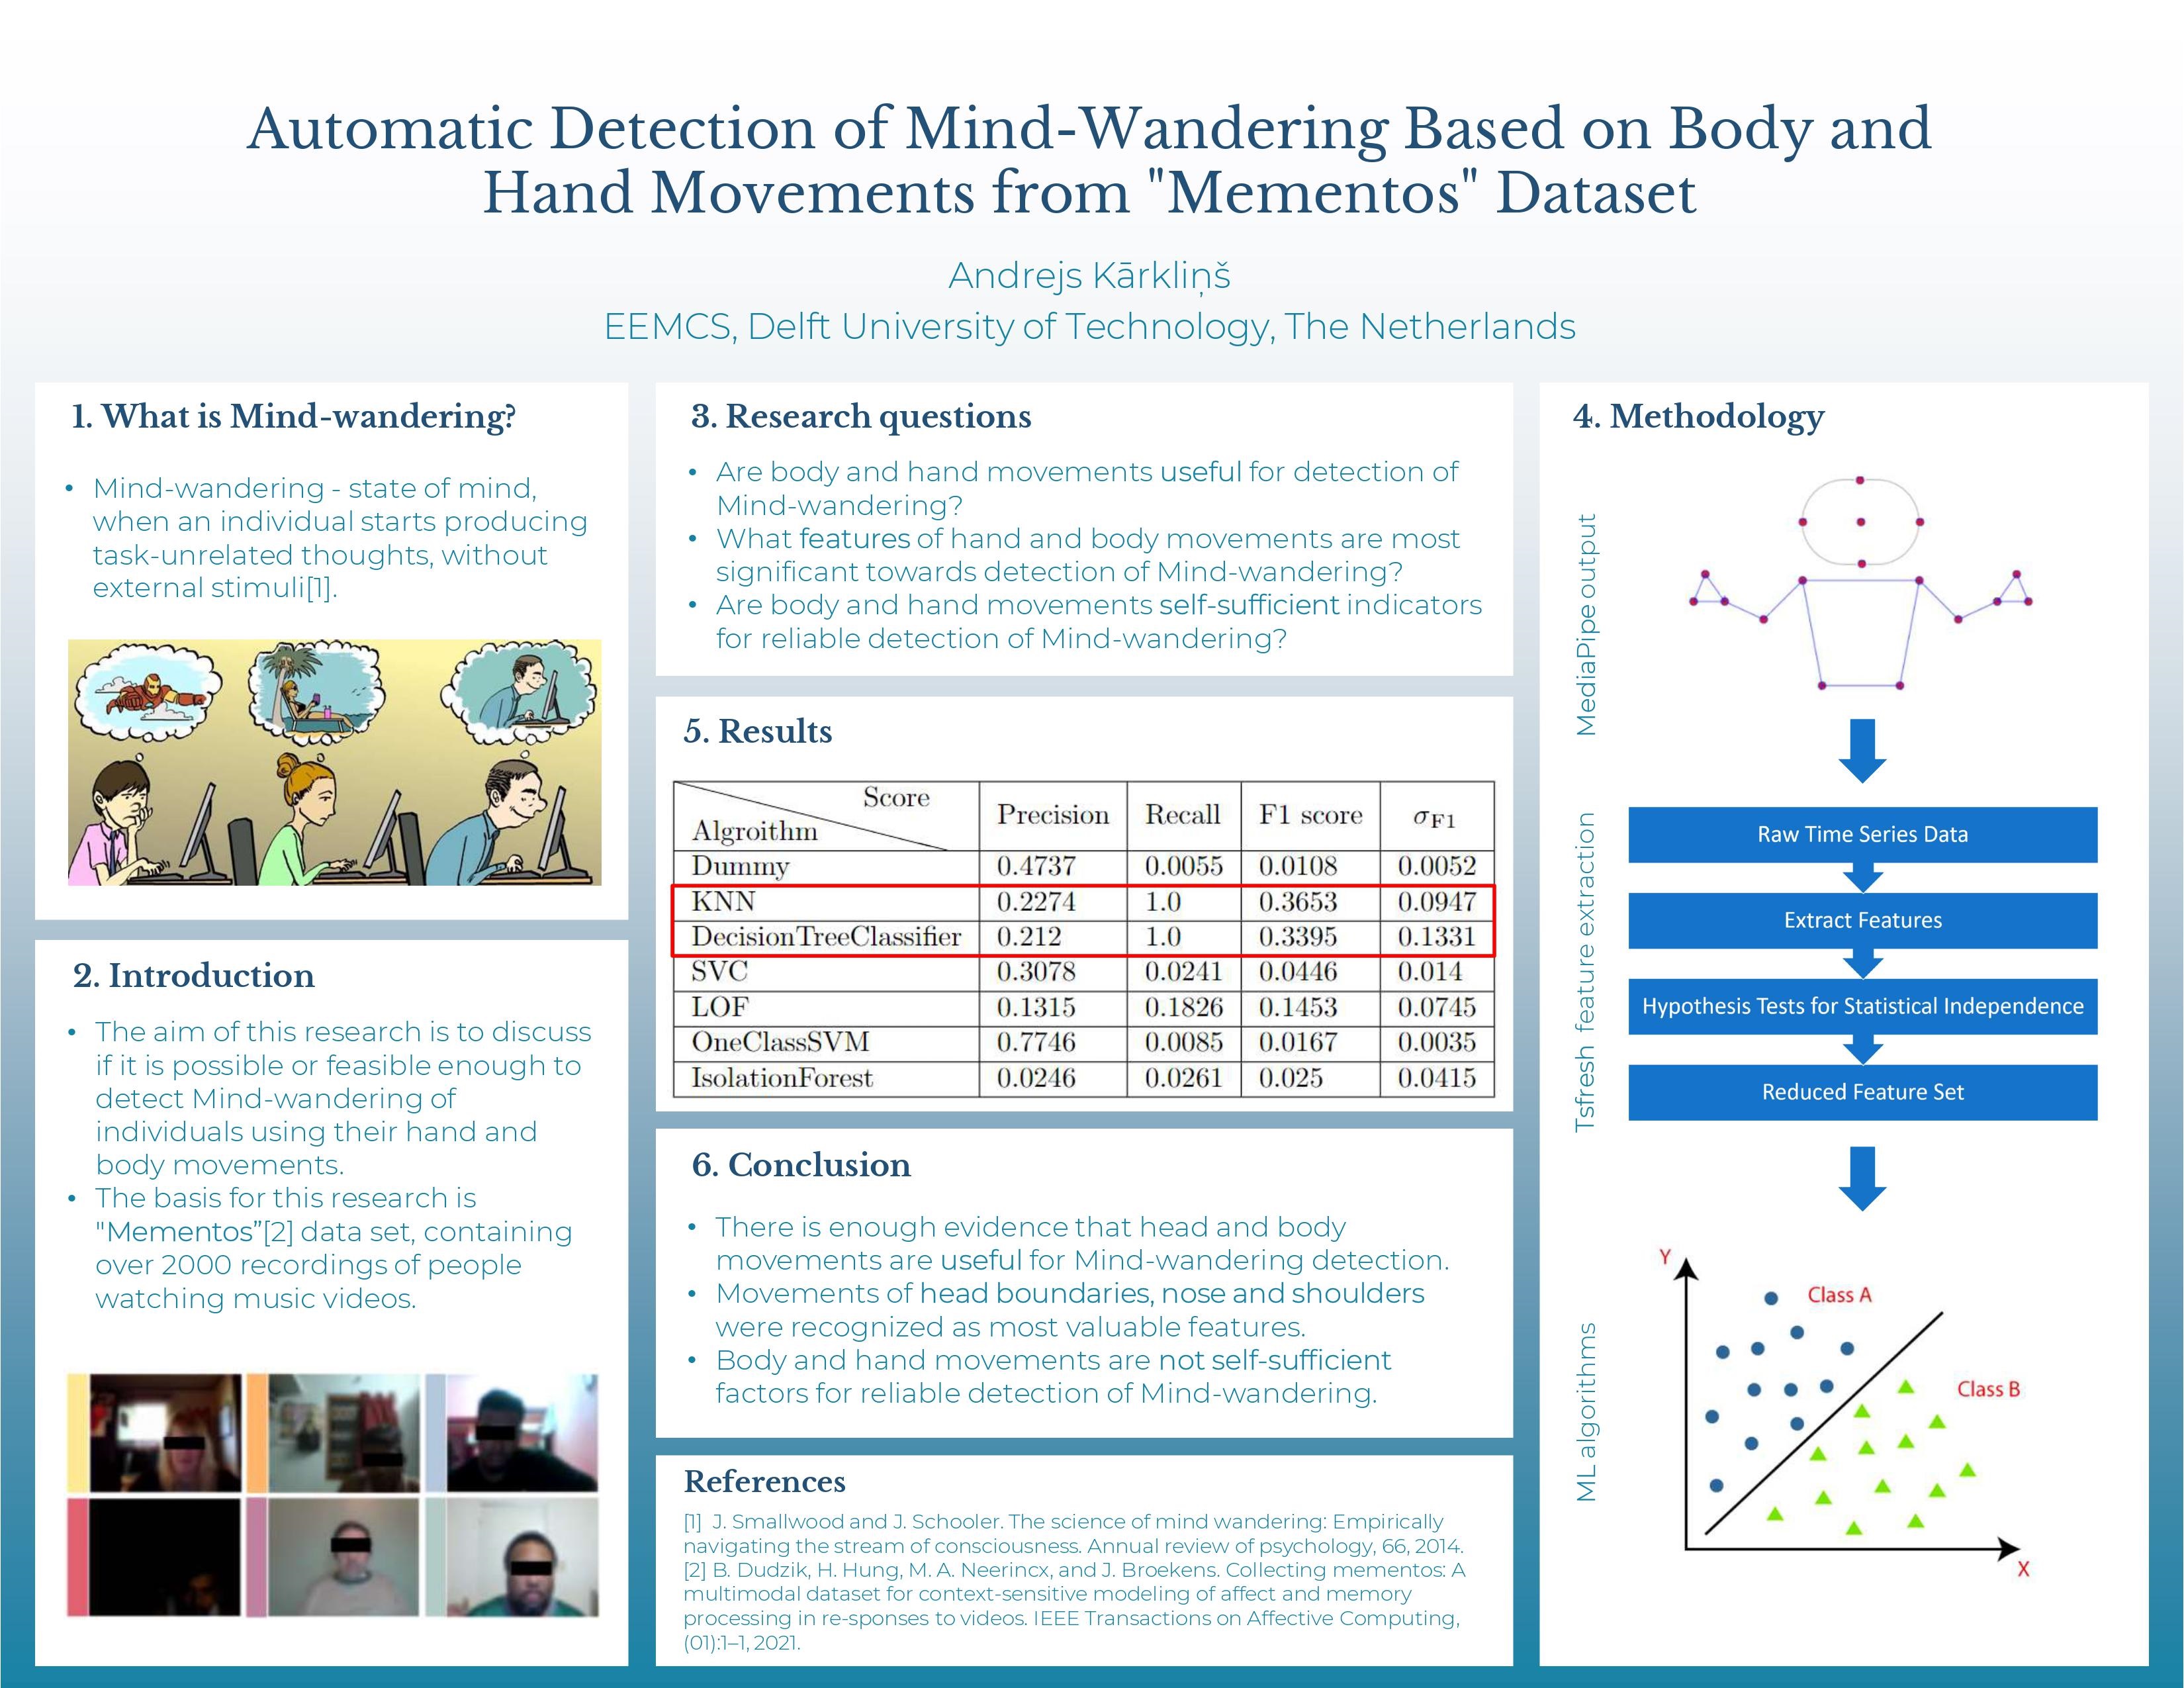 Automatic Detection of Mind-Wandering Based on Body and
Hand Movements from "Mementos" Dataset
Andrejs Kārkliņš
EEMCS, Delft University of Technology, The Netherlands
1. What is Mind-wandering?
• Mind-wandering - state of mind,
when an individual starts producing
task-unrelated thoughts, without
external stimuli[1].
2. Introduction
• The aim of this research is to discuss
if it is possible or feasible enough to
detect Mind-wandering of
individuals using their hand and
body movements.
• The basis for this research is
"Mementos”[2] data set, containing
over 2000 recordings of people
watching music videos.
3. Research questions
• Are body and hand movements useful for detection of
Mind-wandering?
• What features of hand and body movements are most
significant towards detection of Mind-wandering?
• Are body and hand movements self-sufficient indicators
for reliable detection of Mind-wandering?
5. Results
Score
Algroithm
Precision Recall F1 score σF1
Dummy 0.4737 0.0055 0.0108 0.0052
KNN 0.2274 1.0 0.3653 0.0947
DecisionTreeClassifier 0.212 1.0 0.3395 0.1331
SVC 0.3078 0.0241 0.0446 0.014
LOF 0.1315 0.1826 0.1453 0.0745
OneClassSVM 0.7746 0.0085 0.0167 0.0035
IsolationForest 0.0246 0.0261 0.025 0.0415
6. Conclusion
• There is enough evidence that head and body
movements are useful for Mind-wandering detection.
• Movements of head boundaries, nose and shoulders
were recognized as most valuable features.
• Body and hand movements are not self-sufficient
factors for reliable detection of Mind-wandering.
References
[1] J. Smallwood and J. Schooler. The science of mind wandering: Empirically
navigating the stream of consciousness. Annual review of psychology, 66, 2014.
[2] B. Dudzik, H. Hung, M. A. Neerincx, and J. Broekens. Collecting mementos: A
multimodal dataset for context-sensitive modeling of affect and memory
processing in re-sponses to videos. IEEE Transactions on Affective Computing,
(01):1–1, 2021.
4. Methodology
MediaPipe output
Tsfresh feature extraction
Raw Time Series Data
Extract Features
Hypothesis Tests for Statistical Independence
Reduced Feature Set
ML algorithms
Y
Class A
Class B
X